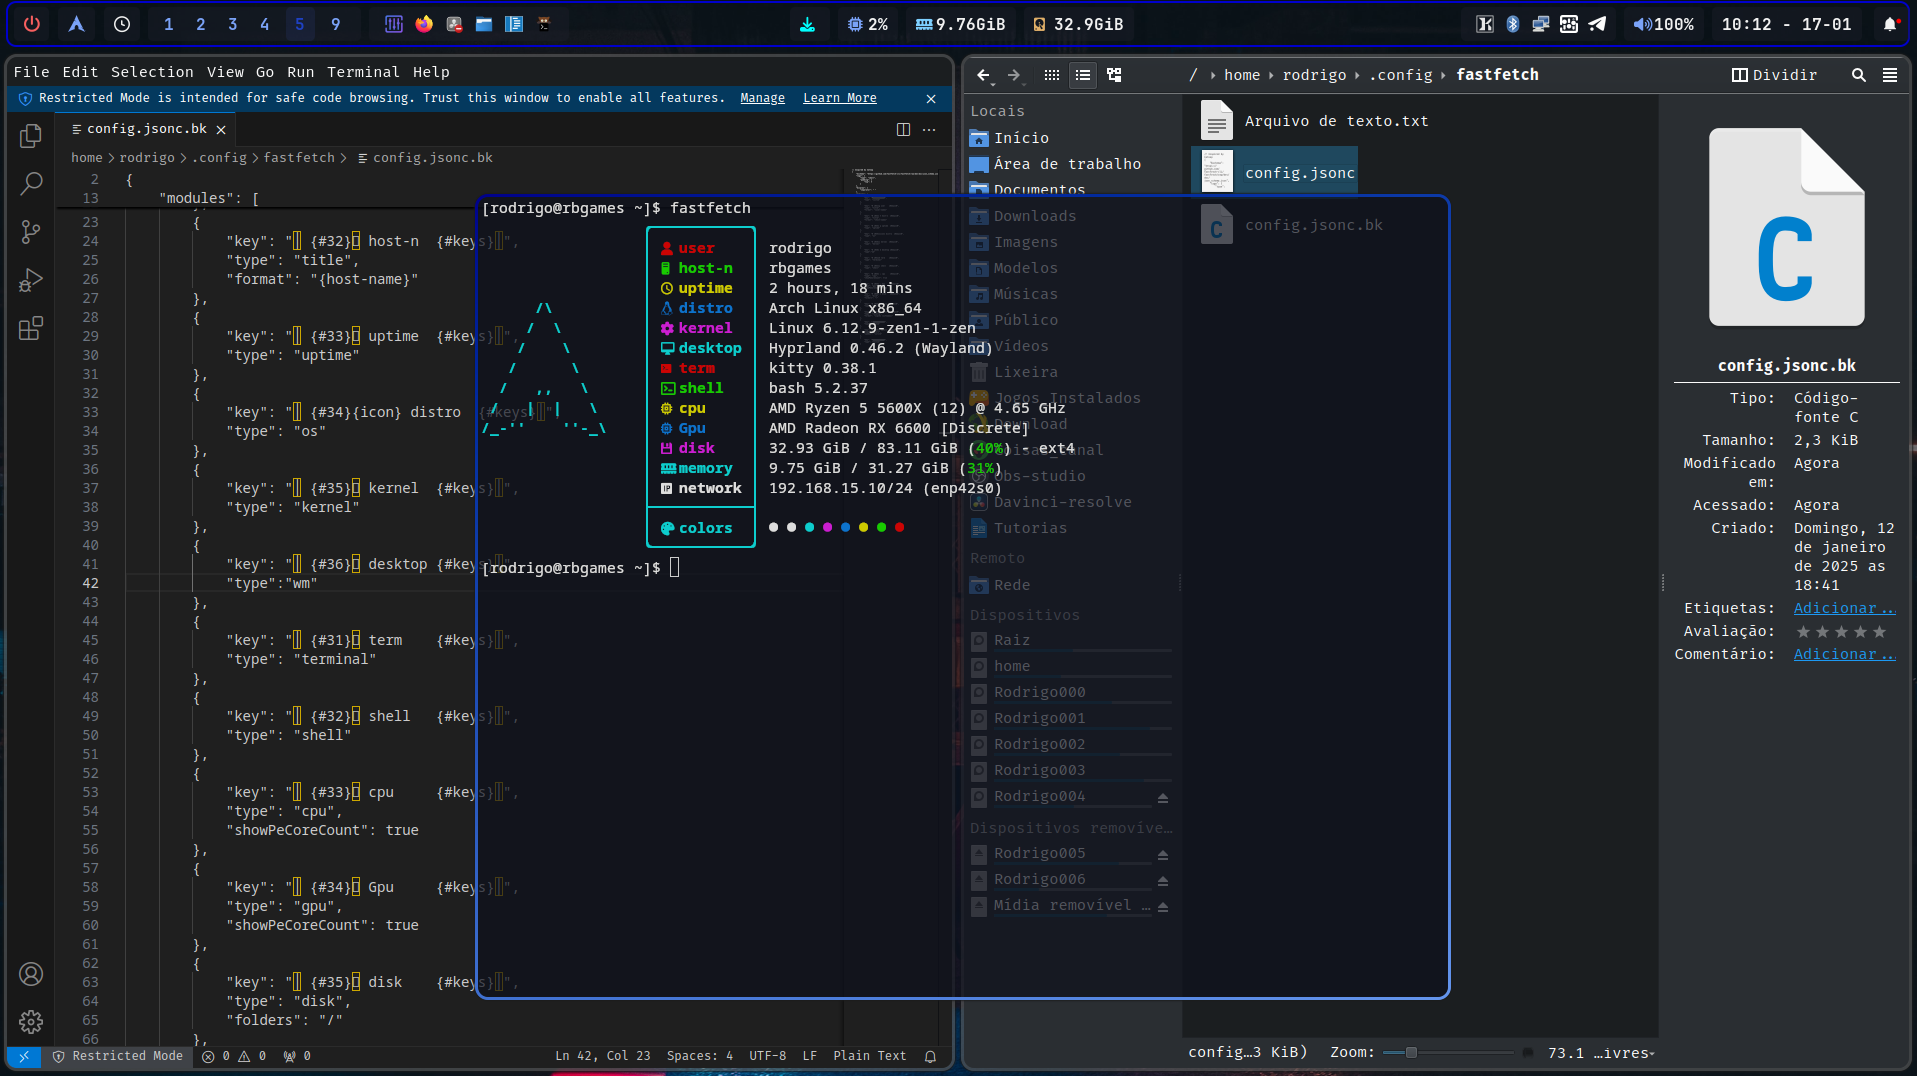 1 2 3 4 5 9
2% 9.76GiB 32.9GiB
100% 10:12 - 17-01
File Edit Selection View Go Run Terminal Help
Restricted Mode is intended for safe code browsing. Trust this window to enable all features. Manage Learn More
config.jsonc.bk
home > rodrigo > .config > fastfetch > config.jsonc.bk
2 {
13 "modules": [
23 {
24 "key": " {#32} host-n {#keys}",
25 "type": "title",
26 "format": "{host-name}"
27 },
28 {
29 "key": " {#33} uptime {#keys}",
30 "type": "uptime"
31 },
32 {
33 "key": " {#34}{icon} distro {#keys}",
34 "type": "os"
35 },
36 {
37 "key": " {#35} kernel {#keys}",
38 "type": "kernel"
39 },
40 {
41 "key": " {#36} desktop {#keys}",
42 "type":"wm"
43 },
44 {
45 "key": " {#31} term {#keys}",
46 "type": "terminal"
47 },
48 {
49 "key": " {#32} shell {#keys}",
50 "type": "shell"
51 },
52 {
53 "key": " {#33} cpu {#keys}",
54 "type": "cpu",
55 "showPeCoreCount": true
56 },
57 {
58 "key": " {#34} Gpu {#keys}",
59 "type": "gpu",
60 "showPeCoreCount": true
61 },
62 {
63 "key": " {#35} disk {#keys}",
64 "type": "disk",
65 "folders": "/"
66 },
Restricted Mode 0 0 0 Ln 42, Col 23 Spaces: 4 UTF-8 LF Plain Text
[rodrigo@rbgames ~]$ fastfetch
user rodrigo
host-n rbgames
uptime 2 hours, 18 mins
distro Arch Linux x86_64
kernel Linux 6.12.9-zen1-1-zen
desktop Hyprland 0.46.2 (Wayland)
term kitty 0.38.1
shell bash 5.2.37
cpu AMD Ryzen 5 5600X (12) @ 4.65 GHz
Gpu AMD Radeon RX 6600 [Discrete]
disk 32.93 GiB / 83.11 GiB (40%) - ext4
memory 9.75 GiB / 31.27 GiB (31%)
network 192.168.15.10/24 (enp42s0)
colors
[rodrigo@rbgames ~]$
/ > home > rodrigo > .config > fastfetch
Dividir
Locais
Início
Área de trabalho
Documentos
Downloads
Imagens
Modelos
Músicas
Público
Vídeos
Lixeira
Jogos Instalados
Download
Obs-studio
Davinci-resolve
Tutorias
Remoto
Rede
Dispositivos
Raiz
home
Rodrigo000
Rodrigo001
Rodrigo002
Rodrigo003
Rodrigo004
Dispositivos removíve…
Rodrigo005
Rodrigo006
Mídia removível …
Arquivo de texto.txt
config.jsonc
C config.jsonc.bk
config…3 KiB) Zoom: 73.1 …ivres
C
config.jsonc.bk
Tipo: Código-
fonte C
Tamanho: 2,3 KiB
Modificado Agora
em:
Acessado: Agora
Criado: Domingo, 12
de janeiro
de 2025 as
18:41
Etiquetas: Adicionar...
Avaliação:
Comentário: Adicionar...